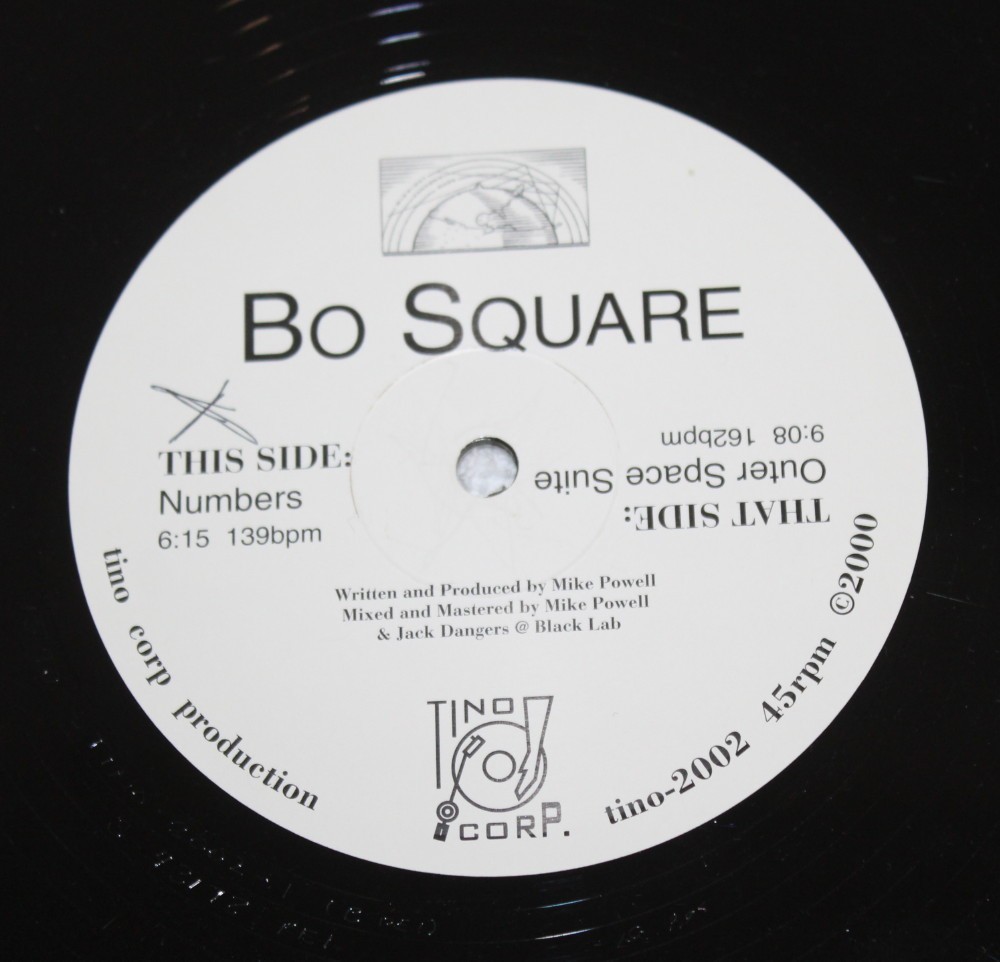 BO SQUARE
THIS SIDE:
Numbers
6:15 139bpm
THAT SIDE:
Outer Space Suite
9:08 162bpm
Written and Produced by Mike Powell
Mixed and Mastered by Mike Powell
& Jack Dangers @ Black Lab
TINO
CORP.
tino corp production
tino-2002 45rpm ©2000